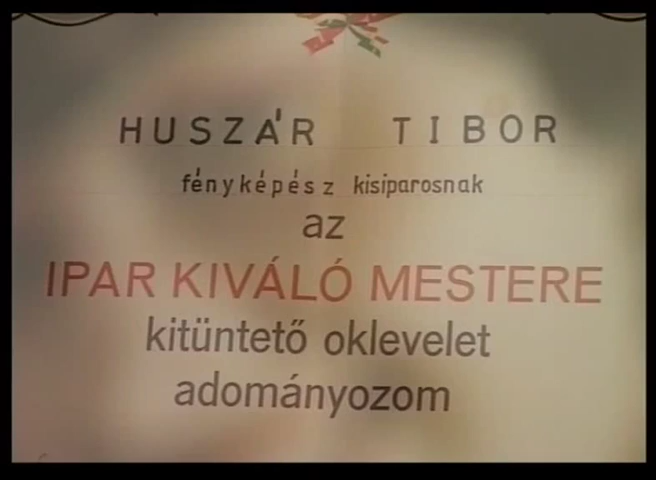 HUSZÁR TIBOR
fényképész kisiparosnak
az
IPAR KIVÁLÓ MESTERE
kitüntető oklevelet
adományozom